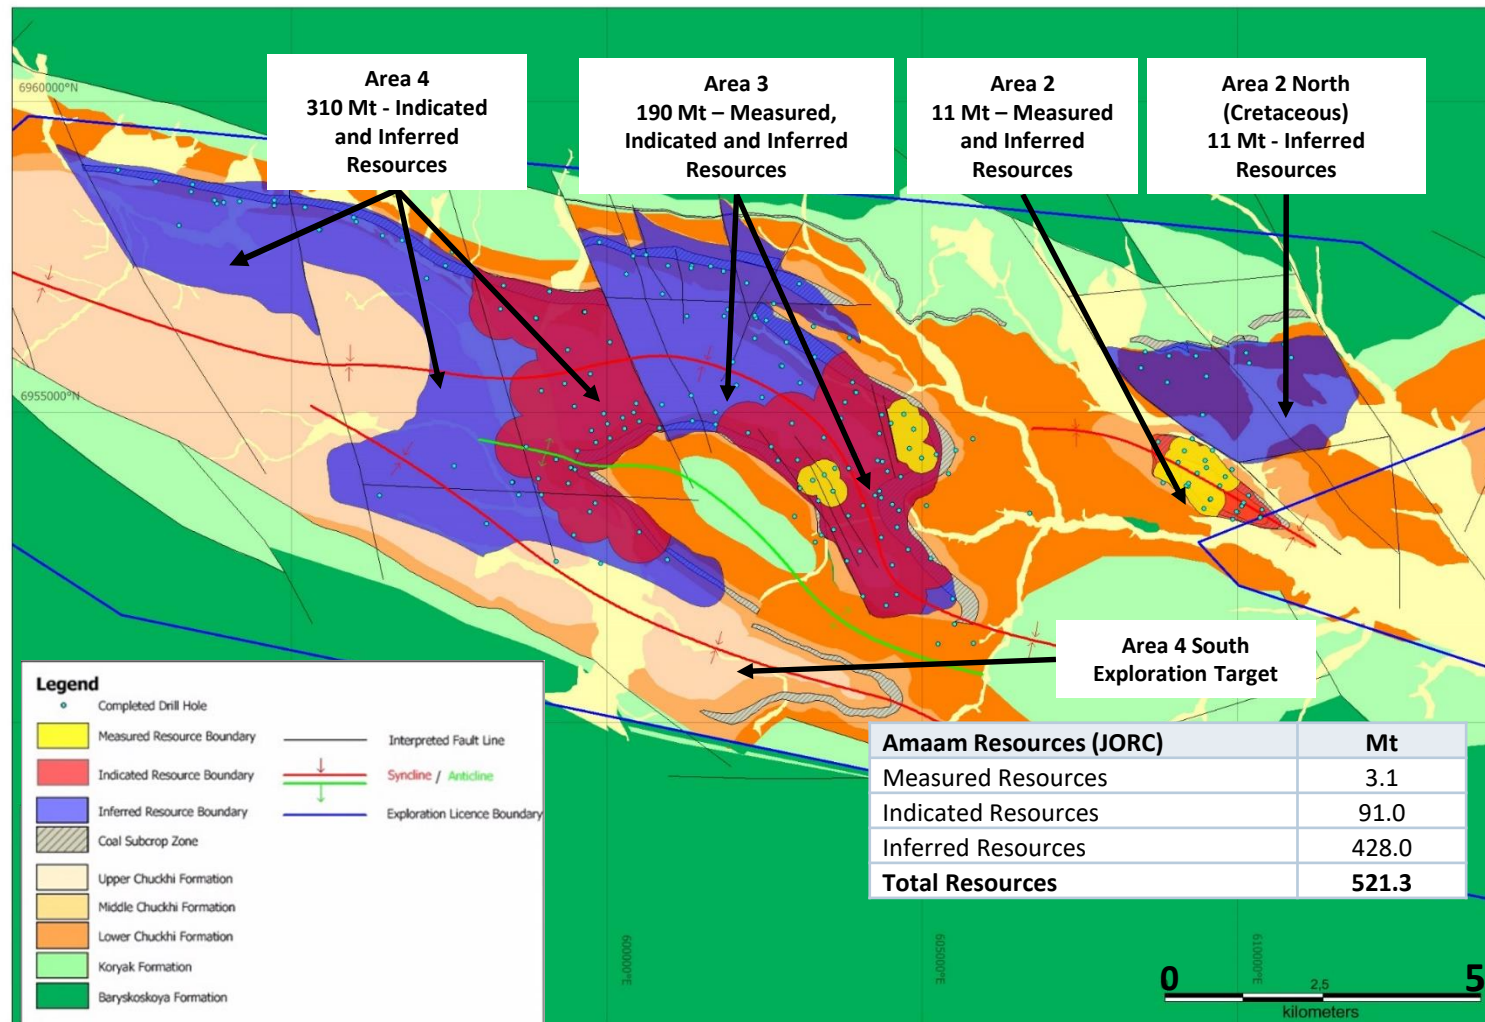 Area 4
310 Mt - Indicated
and Inferred
Resources
Area 3
190 Mt – Measured,
Indicated and Inferred
Resources
Area 2
11 Mt – Measured
and Inferred
Resources
Area 2 North
(Cretaceous)
11 Mt - Inferred
Resources
6960000°N
6955000°N
Area 4 South
Exploration Target
Legend
Completed Drill Hole
Measured Resource Boundary
Indicated Resource Boundary
Inferred Resource Boundary
Coal Subcrop Zone
Upper Chuckhi Formation
Middle Chuckhi Formation
Lower Chuckhi Formation
Koryak Formation
Baryskoskoya Formation
Interpreted Fault Line
Syncline / Anticline
Exploration Licence Boundary
Amaam Resources (JORC) Mt
Measured Resources 3.1
Indicated Resources 91.0
Inferred Resources 428.0
Total Resources 521.3
600000°E
605000°E
610000°E
0 2,5 5
kilometers